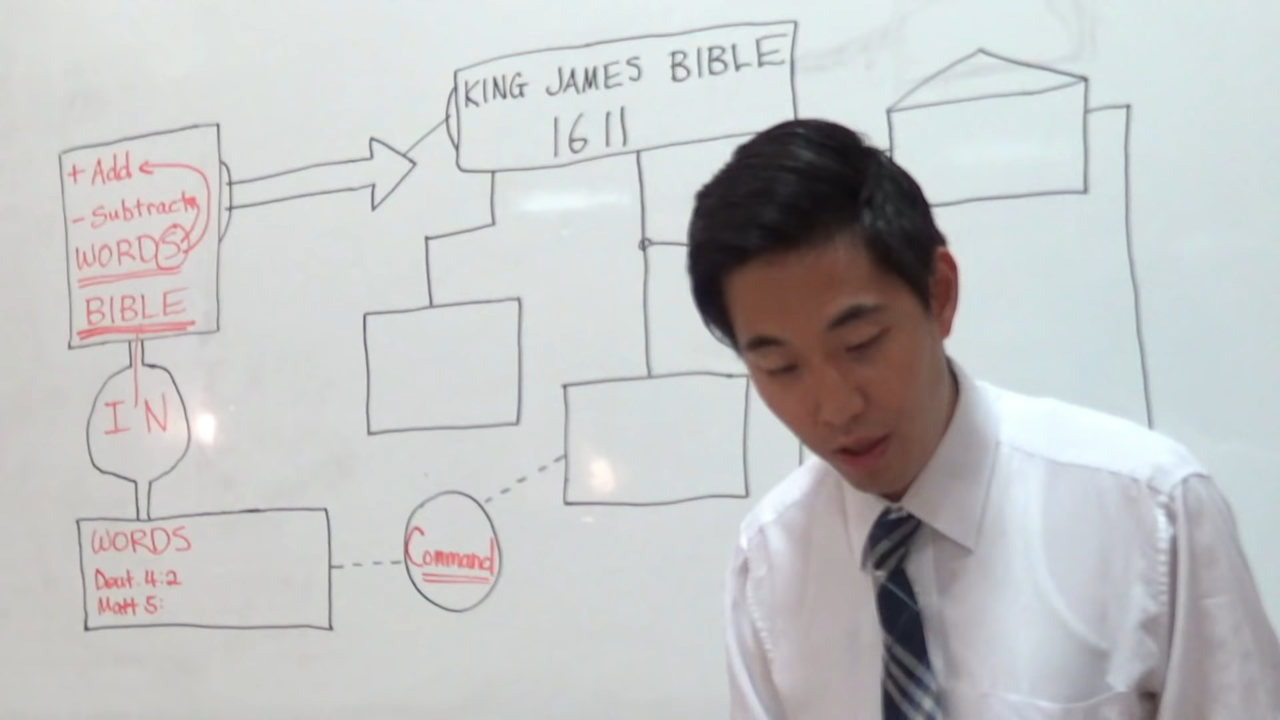 KING JAMES BIBLE
1611
+ Add
- Subtract
WORDS
BIBLE
IN
WORDS
Deut. 4:2
Matt 5:
Command